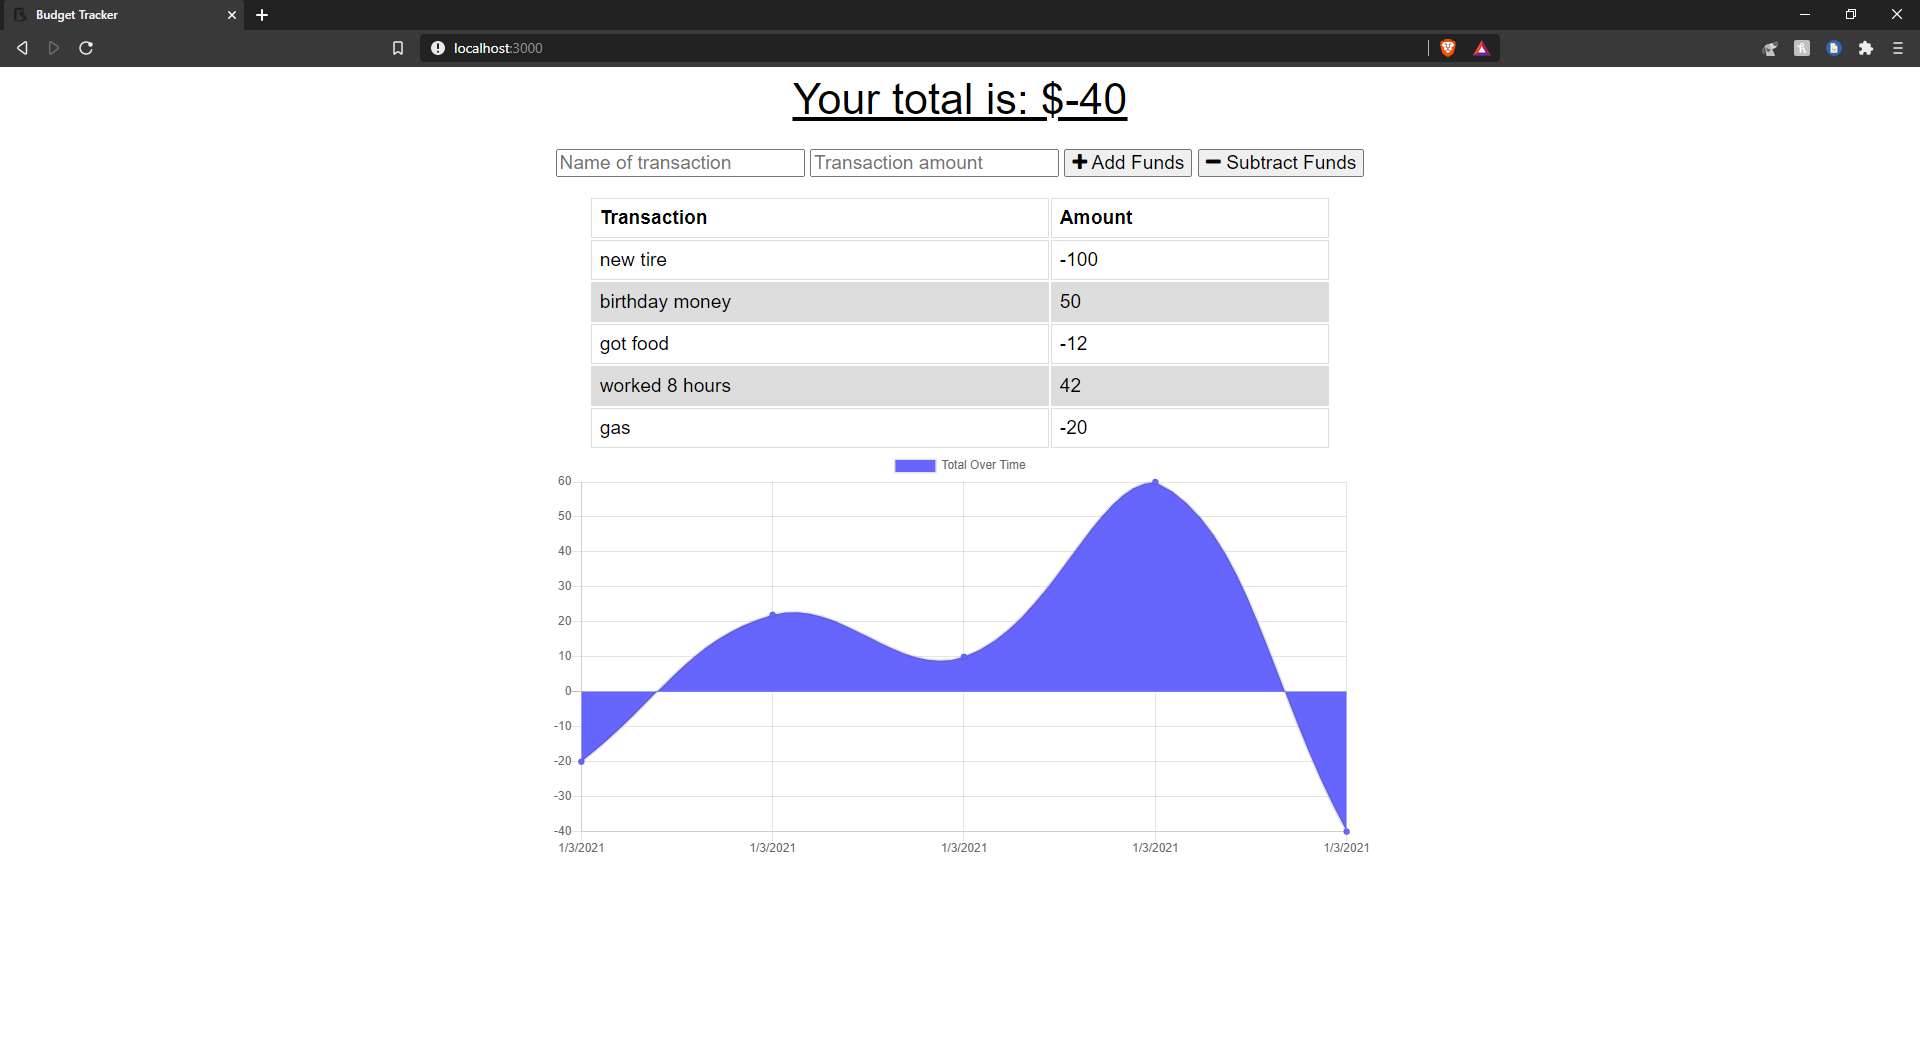 Budget Tracker
localhost:3000
Your total is: $-40
Name of transaction Transaction amount Add Funds Subtract Funds
Transaction Amount
new tire -100
birthday money 50
got food -12
worked 8 hours 42
gas -20
Total Over Time
60
50
40
30
20
10
0
-10
-20
-30
-40
1/3/2021 1/3/2021 1/3/2021 1/3/2021 1/3/2021